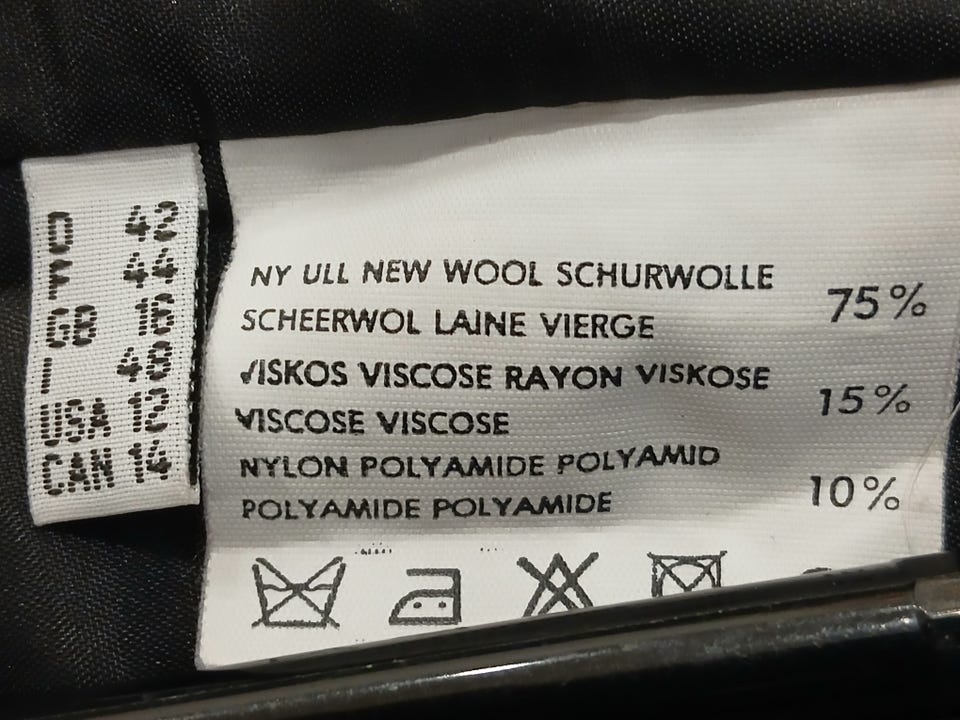 D 42
F 44
GB 16
I 48
USA 12
CAN 14
NY ULL NEW WOOL SCHURWOLLE
SCHEERWOL LAINE VIERGE 75%
VISKOS VISCOSE RAYON VISKOSE
VISCOSE VISCOSE 15%
NYLON POLYAMIDE POLYAMID
POLYAMIDE POLYAMIDE 10%